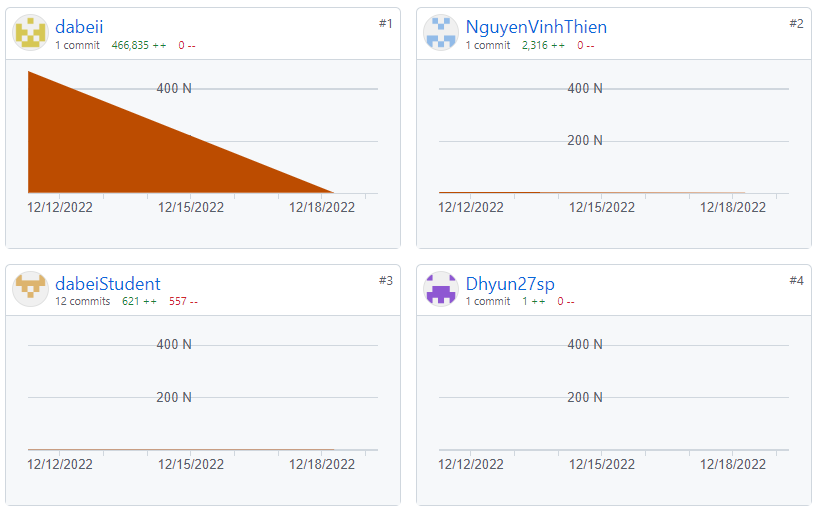 dabeii
#1
1 commit 466,835 ++ 0 --
400 N
12/12/2022 12/15/2022 12/18/2022
NguyenVinhThien
#2
1 commit 2,316 ++ 0 --
400 N
200 N
12/12/2022 12/15/2022 12/18/2022
dabeiStudent
#3
12 commits 621 ++ 557 --
400 N
200 N
12/12/2022 12/15/2022 12/18/2022
Dhyun27sp
#4
1 commit 1 ++ 0 --
400 N
200 N
12/12/2022 12/15/2022 12/18/2022